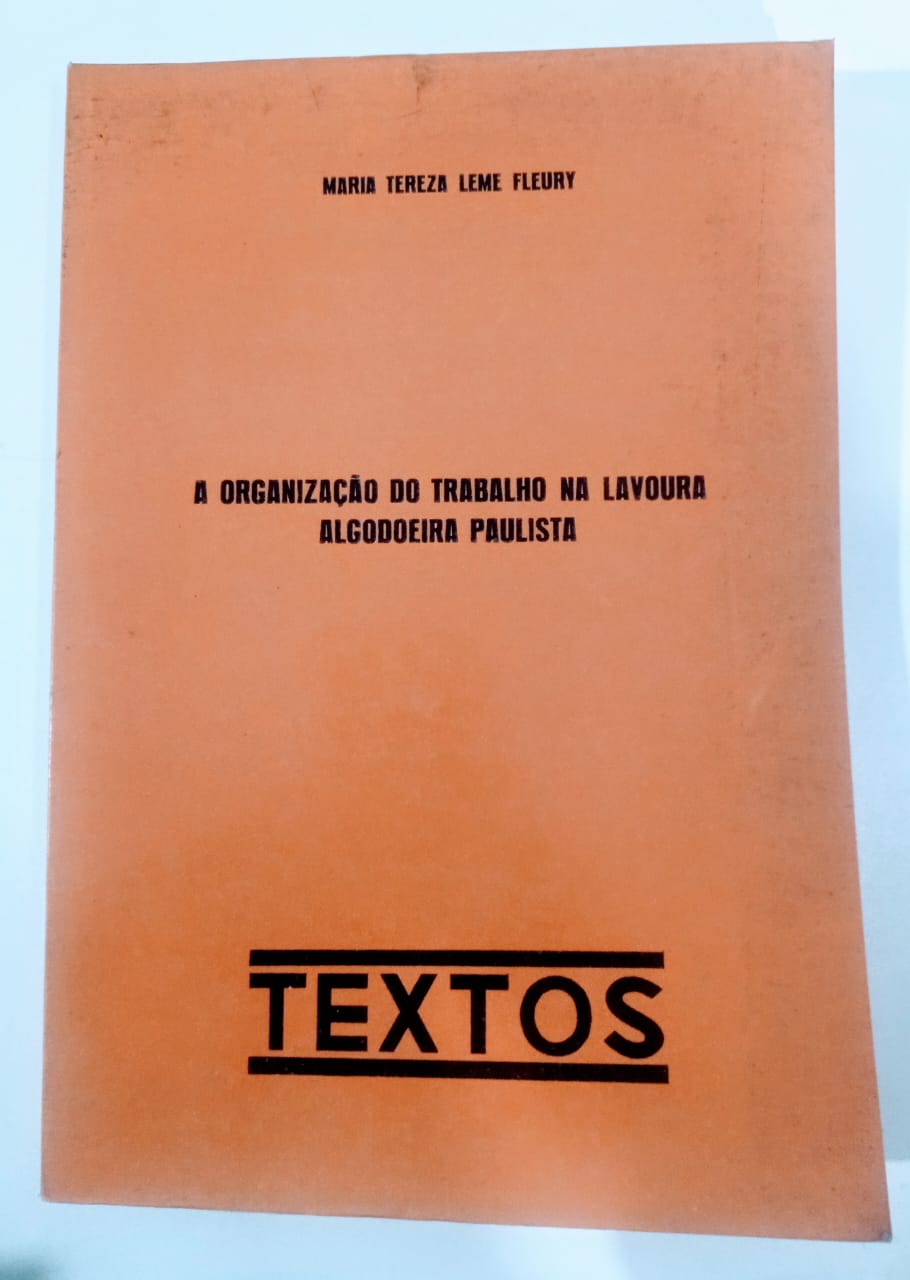 MARIA TEREZA LEME FLEURY
A ORGANIZAÇÃO DO TRABALHO NA LAVOURA
ALGODOEIRA PAULISTA
TEXTOS